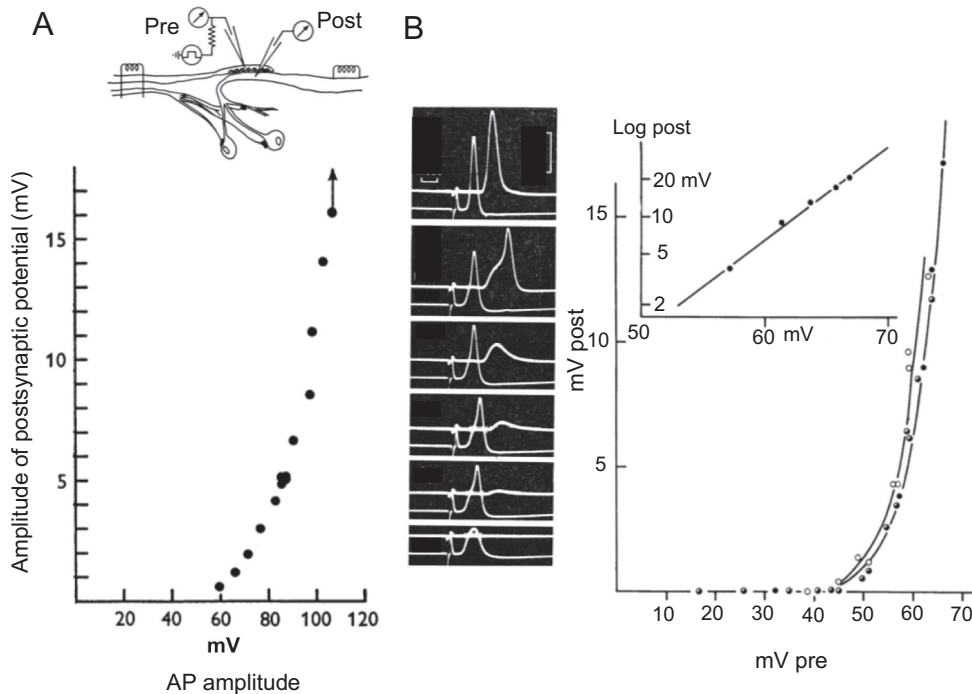 A
Pre
Post
Amplitude of postsynaptic potential (mV)
15
10
5
20 40 60 80 100 120
mV
AP amplitude
B
Log post
20 mV
10
5
2
50 60 mV 70
mV post
15
10
5
10 20 30 40 50 60 70
mV pre